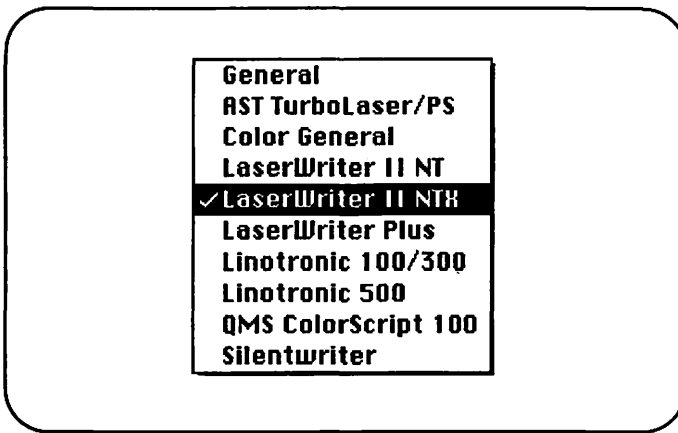 General
AST TurboLaser/PS
Color General
LaserWriter II NT
✓LaserWriter II NTX
LaserWriter Plus
Linotronic 100/300
Linotronic 500
QMS ColorScript 100
Silentwriter